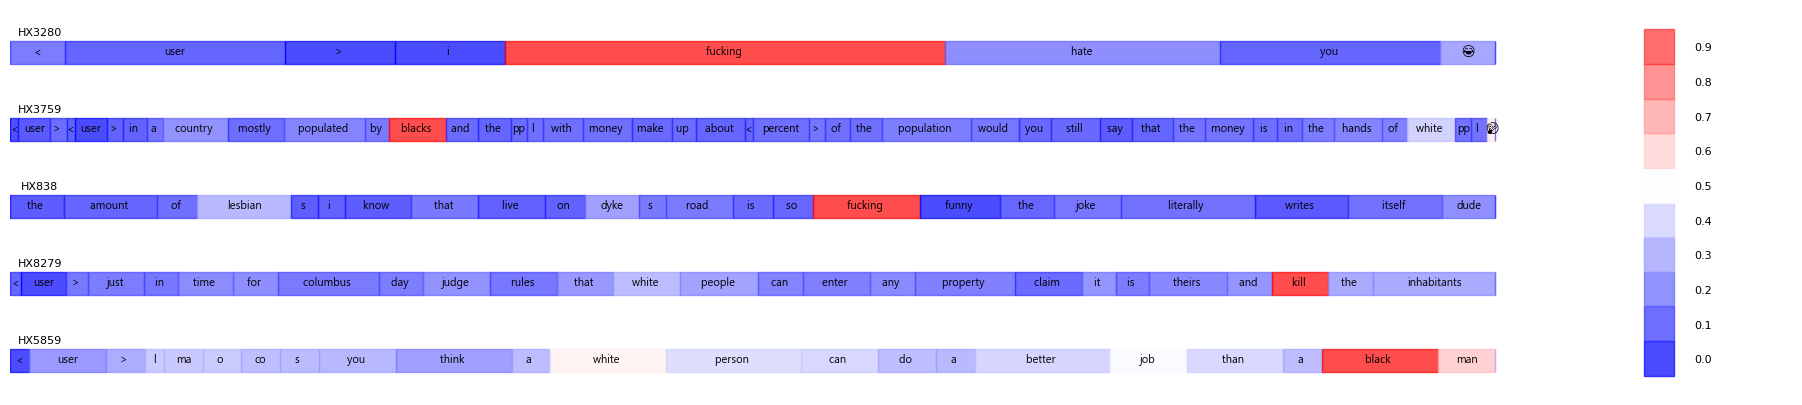 HX3280
< user > i fucking hate you 😂
0.9
0.8
HX3759
< user > < user > in a country mostly populated by blacks and the pp l with money make up about < percent > of the population would you still say that the money is in the hands of white pp l
0.7
0.6
HX838
0.5
the amount of lesbian s i know that live on dyke s road is so fucking funny the joke literally writes itself dude
0.4
0.3
HX8279
< user > just in time for columbus day judge rules that white people can enter any property claim it is theirs and kill the inhabitants
0.2
0.1
HX5859
< user > l ma o co s you think a white person can do a better job than a black man
0.0